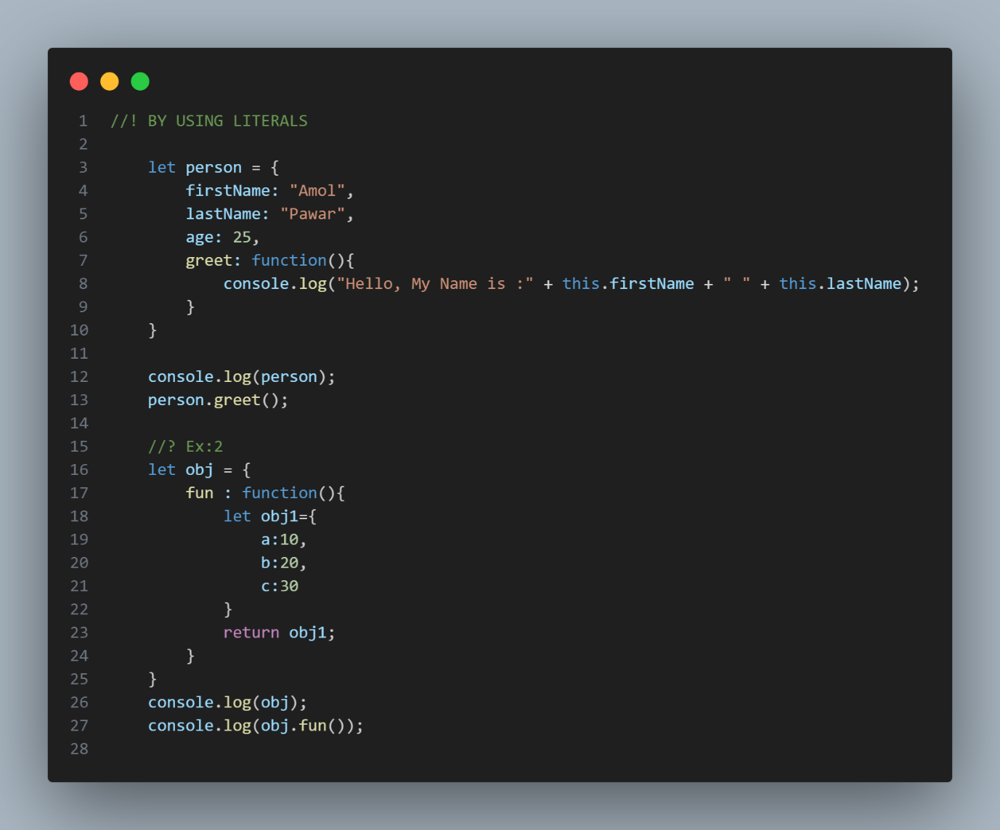 1 //! BY USING LITERALS
2
3     let person = {
4         firstName: "Amol",
5         lastName: "Pawar",
6         age: 25,
7         greet: function(){
8             console.log("Hello, My Name is :" + this.firstName + " " + this.lastName);
9         }
10     }
11
12     console.log(person);
13     person.greet();
14
15     //? Ex:2
16     let obj = {
17         fun : function(){
18             let obj1={
19                 a:10,
20                 b:20,
21                 c:30
22             }
23             return obj1;
24         }
25     }
26     console.log(obj);
27     console.log(obj.fun());
28